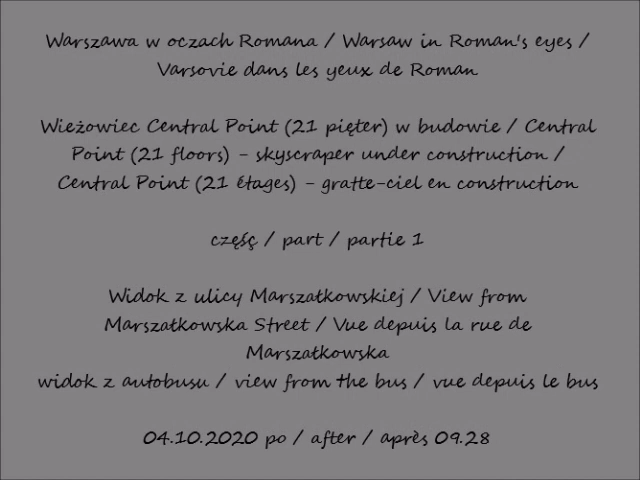 Warszawa w oczach Romana / Warsaw in Roman's eyes /
Varsovie dans les yeux de Roman
Wieżowiec Central Point (21 pięter) w budowie / Central
Point (21 floors) - skyscraper under construction /
Central Point (21 étages) - gratte-ciel en construction
częśç / part / partie 1
Widok z ulicy Marszałkowskiej / View from
Marszałkowska Street / Vue depuis la rue de
Marszałkowska
widok z autobusu / view from the bus / vue depuis le bus
04.10.2020 po / after / après 09.28